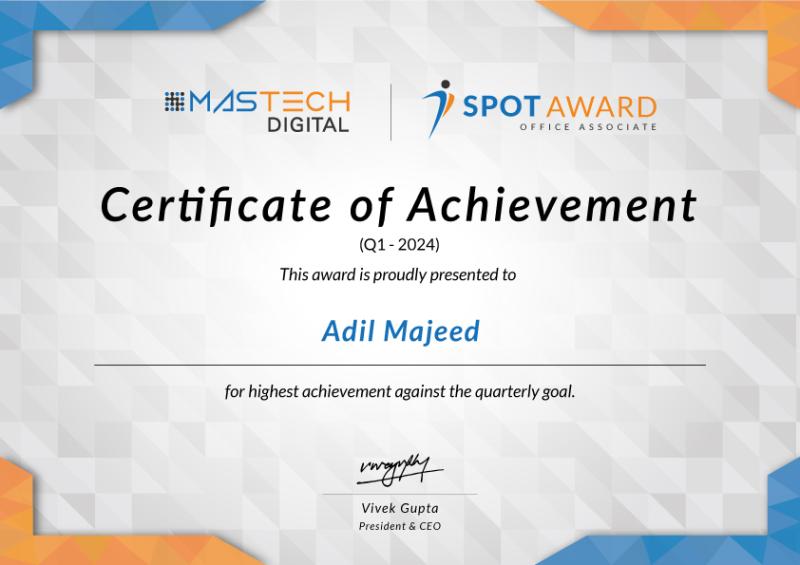 MASTECH
DIGITAL
SPOT AWARD
OFFICE ASSOCIATE
Certificate of Achievement
(Q1 - 2024)
This award is proudly presented to
Adil Majeed
for highest achievement against the quarterly goal.
Vivek Gupta
President & CEO